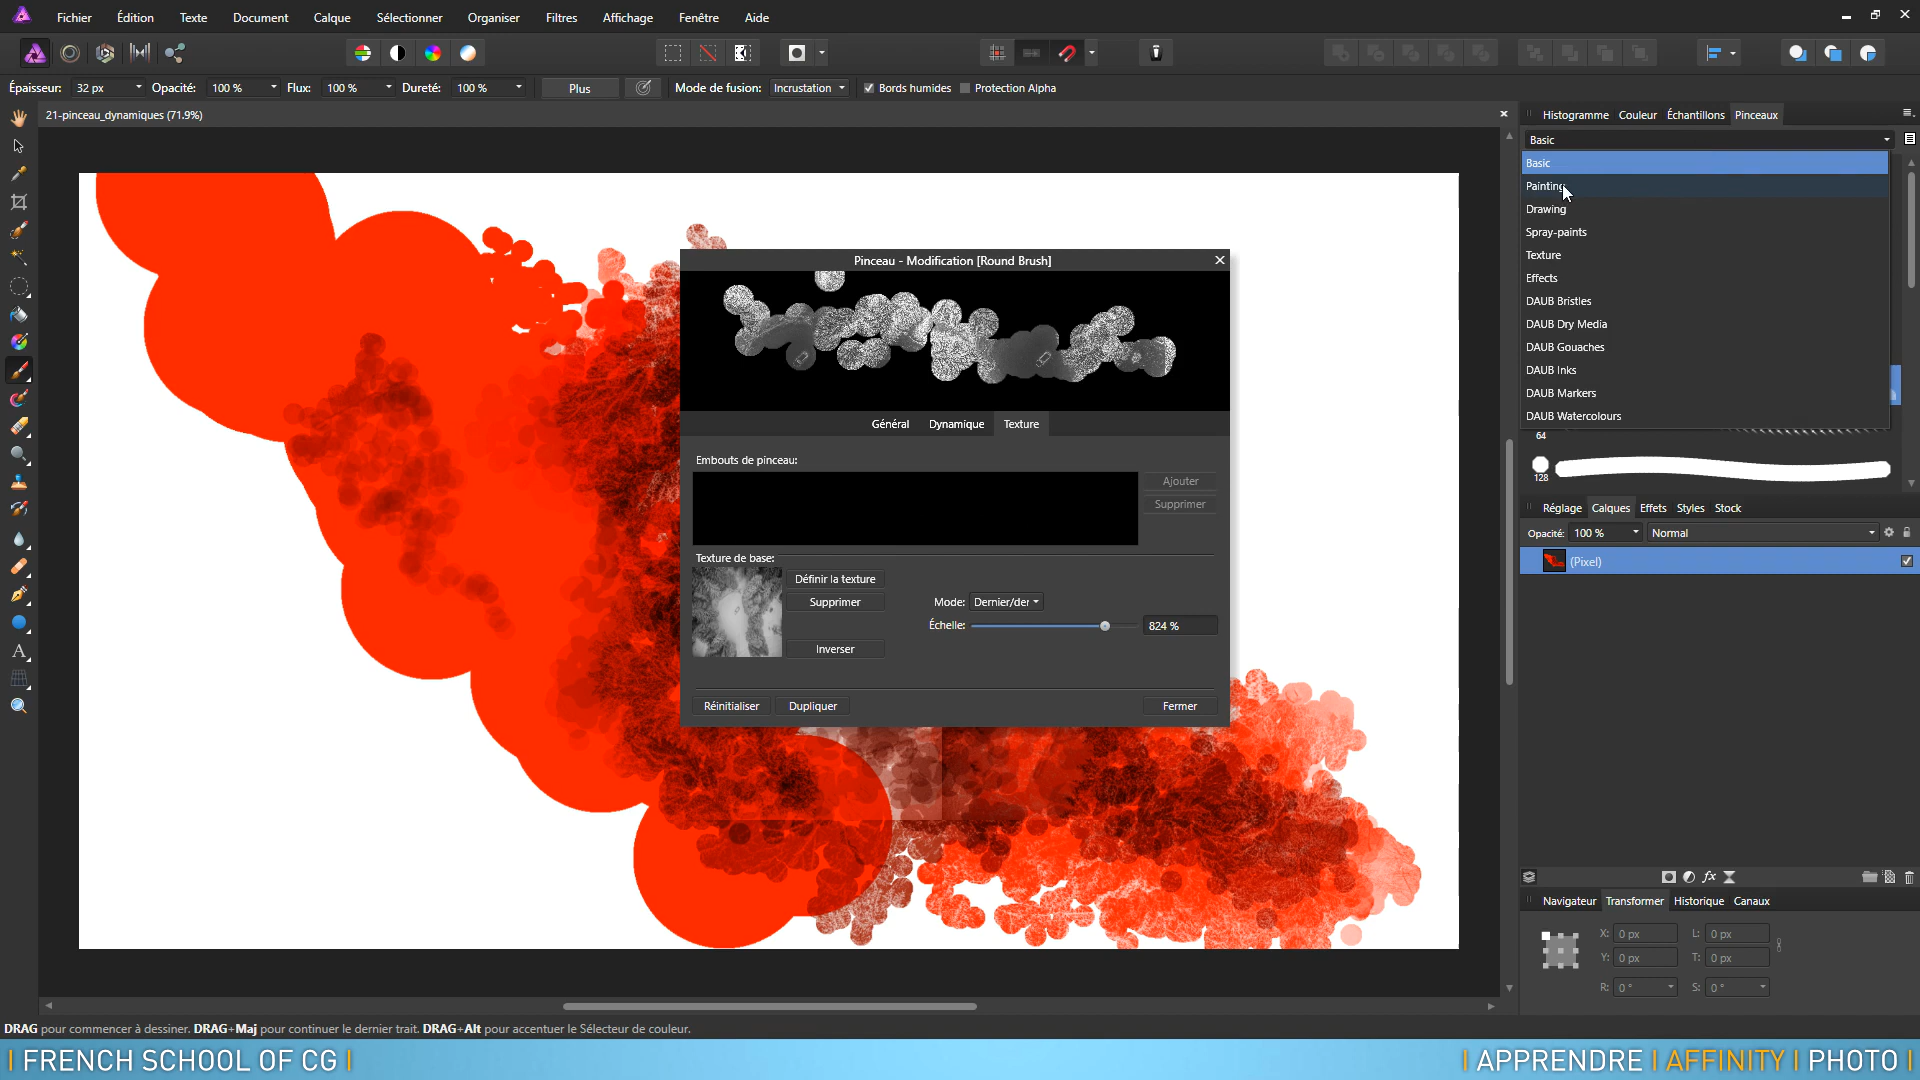 Fichier Édition Texte Document Calque Sélectionner Organiser Filtres Affichage Fenêtre Aide
Épaisseur: 32 px Opacité: 100 % Flux: 100 % Dureté: 100 % Plus Mode de fusion: Incrustation Bords humides Protection Alpha
21-pinceau_dynamiques (71.9%)
Histogramme Couleur Échantillons Pinceaux
Basic
Basic
Painting
Drawing
Spray-paints
Texture
Effects
DAUB Bristles
DAUB Dry Media
DAUB Gouaches
DAUB Inks
DAUB Markers
DAUB Watercolours
64
128
Pinceau - Modification [Round Brush]
Général Dynamique Texture
Embouts de pinceau:
Ajouter
Supprimer
Texture de base:
Définir la texture
Supprimer
Mode: Dernier/der
Échelle: 824 %
Inverser
Réinitialiser Dupliquer Fermer
Réglage Calques Effets Styles Stock
Opacité: 100 % Normal
(Pixel)
fx
Navigateur Transformer Historique Canaux
X: 0 px L: 0 px
Y: 0 px T: 0 px
R: 0 ° S: 0 °
DRAG pour commencer à dessiner. DRAG+Maj pour continuer le dernier trait. DRAG+Alt pour accentuer le Sélecteur de couleur.
| FRENCH SCHOOL OF CG |
| APPRENDRE | AFFINITY | PHOTO |